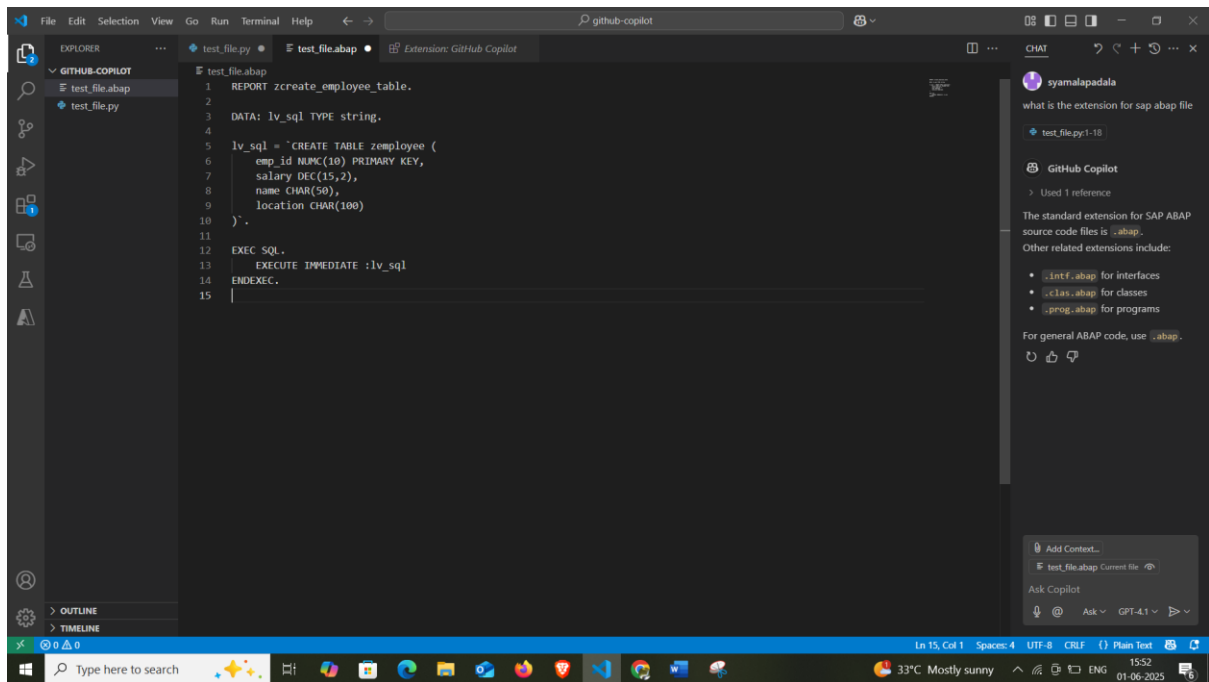 File Edit Selection View Go Run Terminal Help
github-copilot
EXPLORER
GITHUB-COPILOT
test_file.abap
test_file.py
2
1
test_file.py
test_file.abap
Extension: GitHub Copilot
test_file.abap
1 REPORT zcreate_employee_table.
2
3 DATA: lv_sql TYPE string.
4
5 lv_sql = `CREATE TABLE zemployee (
6 emp_id NUMC(10) PRIMARY KEY,
7 salary DEC(15,2),
8 name CHAR(50),
9 location CHAR(100)
10 )`.
11
12 EXEC SQL.
13 EXECUTE IMMEDIATE :lv_sql
14 ENDEXEC.
15
CHAT
syamalapadala
what is the extension for sap abap file
test_file.py:1-18
GitHub Copilot
Used 1 reference
The standard extension for SAP ABAP
source code files is .abap.
Other related extensions include:
• .intf.abap for interfaces
• .clas.abap for classes
• .prog.abap for programs
For general ABAP code, use .abap.
Add Context...
test_file.abap Current file
Ask Copilot
@ Ask GPT-4.1
OUTLINE
TIMELINE
0 0
Ln 15, Col 1 Spaces: 4 UTF-8 CRLF {} Plain Text
Type here to search
33°C Mostly sunny
ENG
15:52
01-06-2025
6